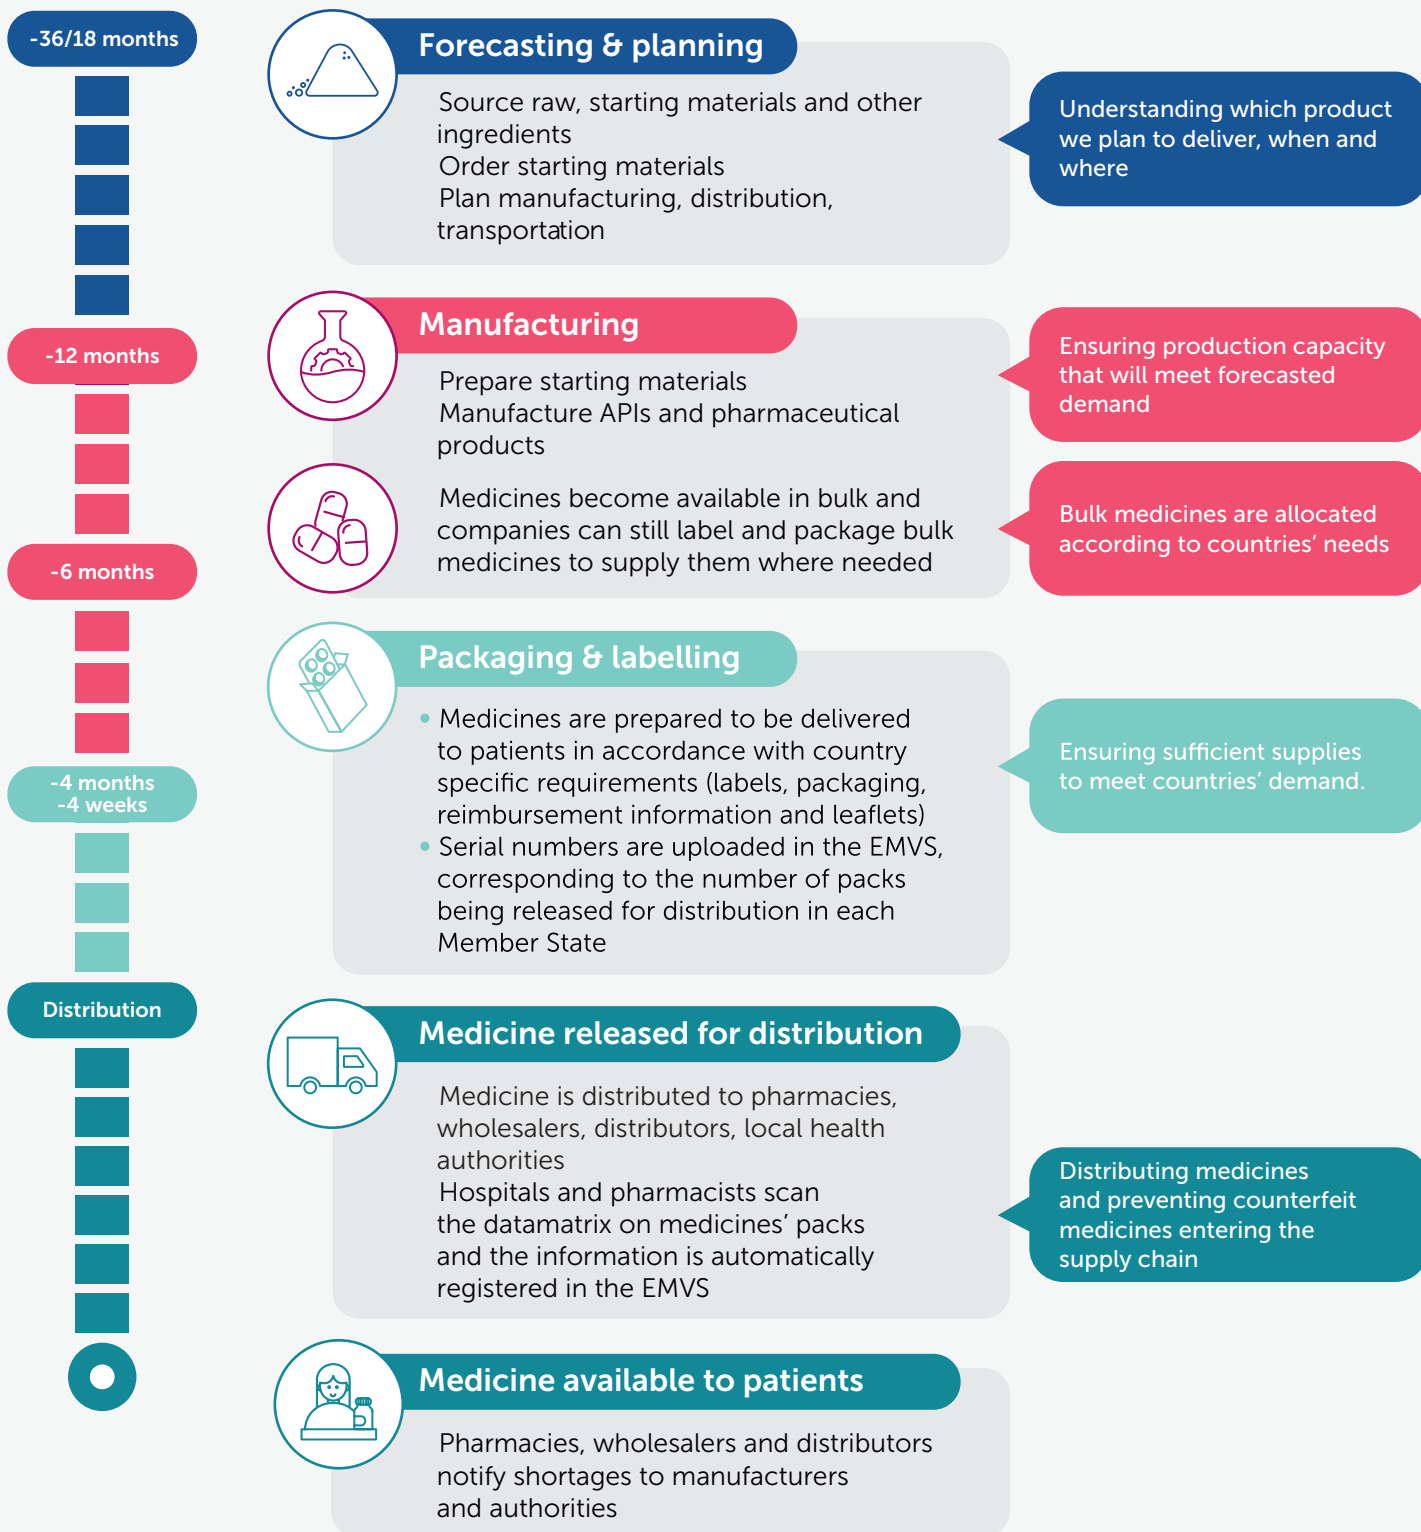 -36/18 months
Forecasting & planning
Source raw, starting materials and other
ingredients
Order starting materials
Plan manufacturing, distribution,
transportation
Understanding which product
we plan to deliver, when and
where
-12 months
Manufacturing
Prepare starting materials
Manufacture APIs and pharmaceutical
products
Ensuring production capacity
that will meet forecasted
demand
Medicines become available in bulk and
companies can still label and package bulk
medicines to supply them where needed
Bulk medicines are allocated
according to countries’ needs
-6 months
Packaging & labelling
• Medicines are prepared to be delivered
to patients in accordance with country
specific requirements (labels, packaging,
reimbursement information and leaflets)
• Serial numbers are uploaded in the EMVS,
corresponding to the number of packs
being released for distribution in each
Member State
Ensuring sufficient supplies
to meet countries’ demand.
-4 months
-4 weeks
Distribution
Medicine released for distribution
Medicine is distributed to pharmacies,
wholesalers, distributors, local health
authorities
Hospitals and pharmacists scan
the datamatrix on medicines’ packs
and the information is automatically
registered in the EMVS
Distributing medicines
and preventing counterfeit
medicines entering the
supply chain
Medicine available to patients
Pharmacies, wholesalers and distributors
notify shortages to manufacturers
and authorities